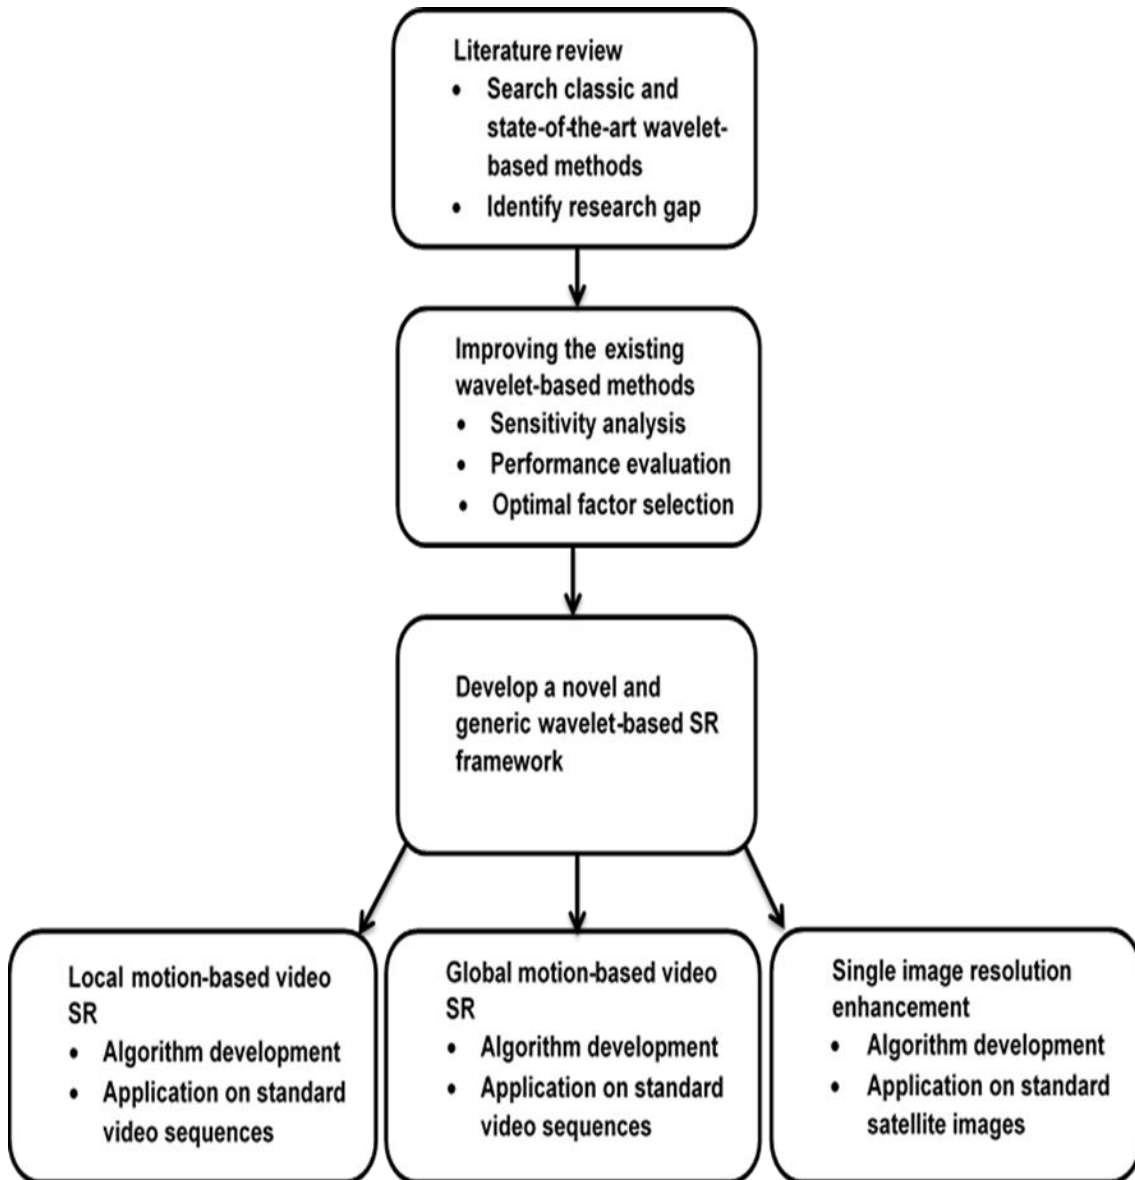 Literature review
• Search classic and
state-of-the-art wavelet-
based methods
• Identify research gap
Improving the existing
wavelet-based methods
• Sensitivity analysis
• Performance evaluation
• Optimal factor selection
Develop a novel and
generic wavelet-based SR
framework
Local motion-based video
SR
• Algorithm development
• Application on standard
video sequences
Global motion-based video
SR
• Algorithm development
• Application on standard
video sequences
Single image resolution
enhancement
• Algorithm development
• Application on standard
satellite images